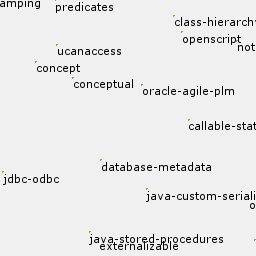 amping
predicates
class-hierarch
openscript
not
ucanaccess
concept
conceptual
oracle-agile-plm
callable-stat
database-metadata
jdbc-odbc
java-custom-seriali
o
java-stored-procedures
externalizable